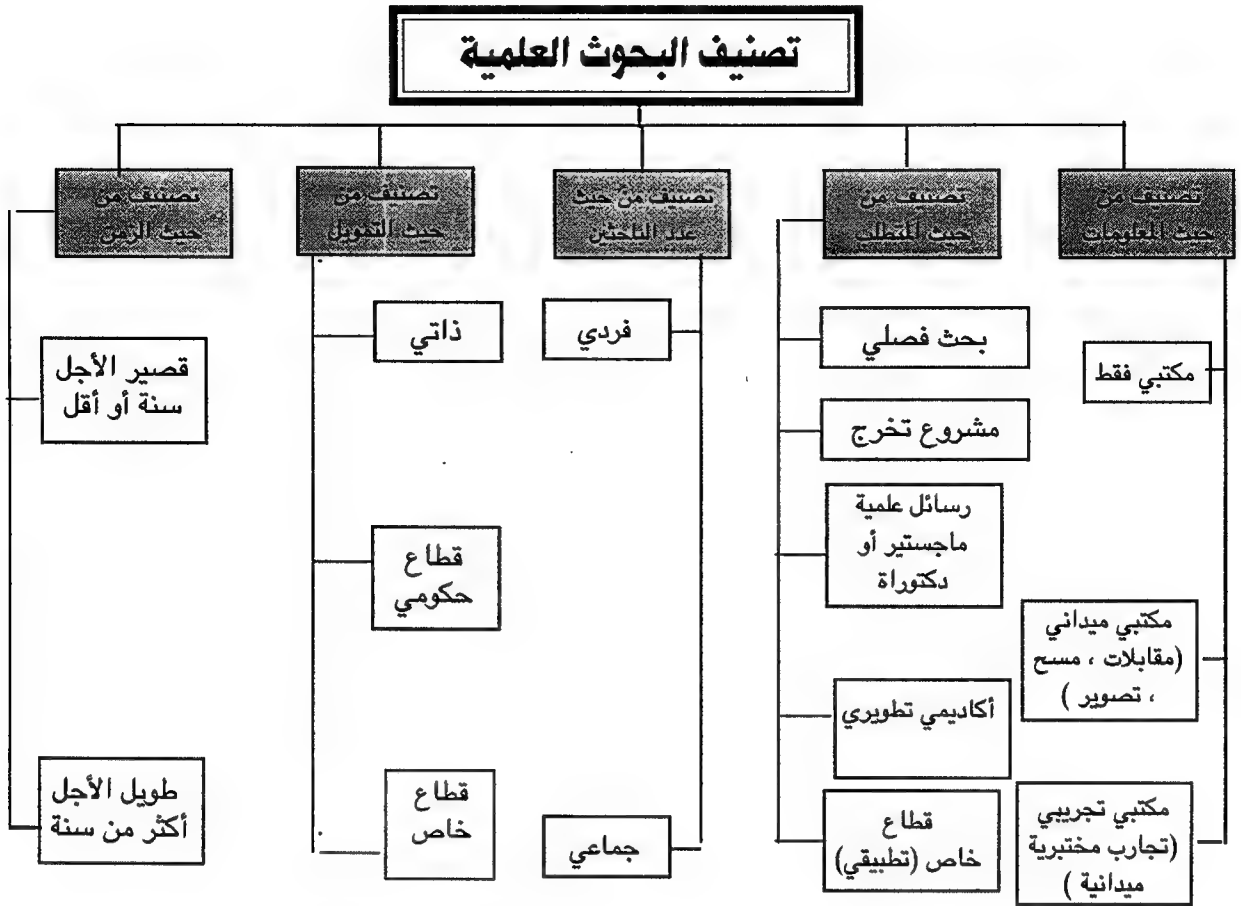 تصنيف البحوث العلمية
تصنيف من
حيث المعلومات
مكتبي فقط
مكتبي ميداني
(مقابلات ، مسح
، تصوير )
مكتبي تجريبي
(تجارب مختبرية
ميدانية )
تصنيف من
حيث المتطلب
بحث فصلي
مشروع تخرج
رسائل علمية
ماجستير أو
دكتوراة
أكاديمي تطويري
قطاع
خاص (تطبيقي)
تصنيف من حيث
عدد الباحثين
فردي
جماعي
تصنيف من
حيث التمويل
ذاتي
قطاع
حكومي
قطاع
خاص
تصنيف من
حيث الزمن
قصير الأجل
سنة أو أقل
طويل الأجل
أكثر من سنة